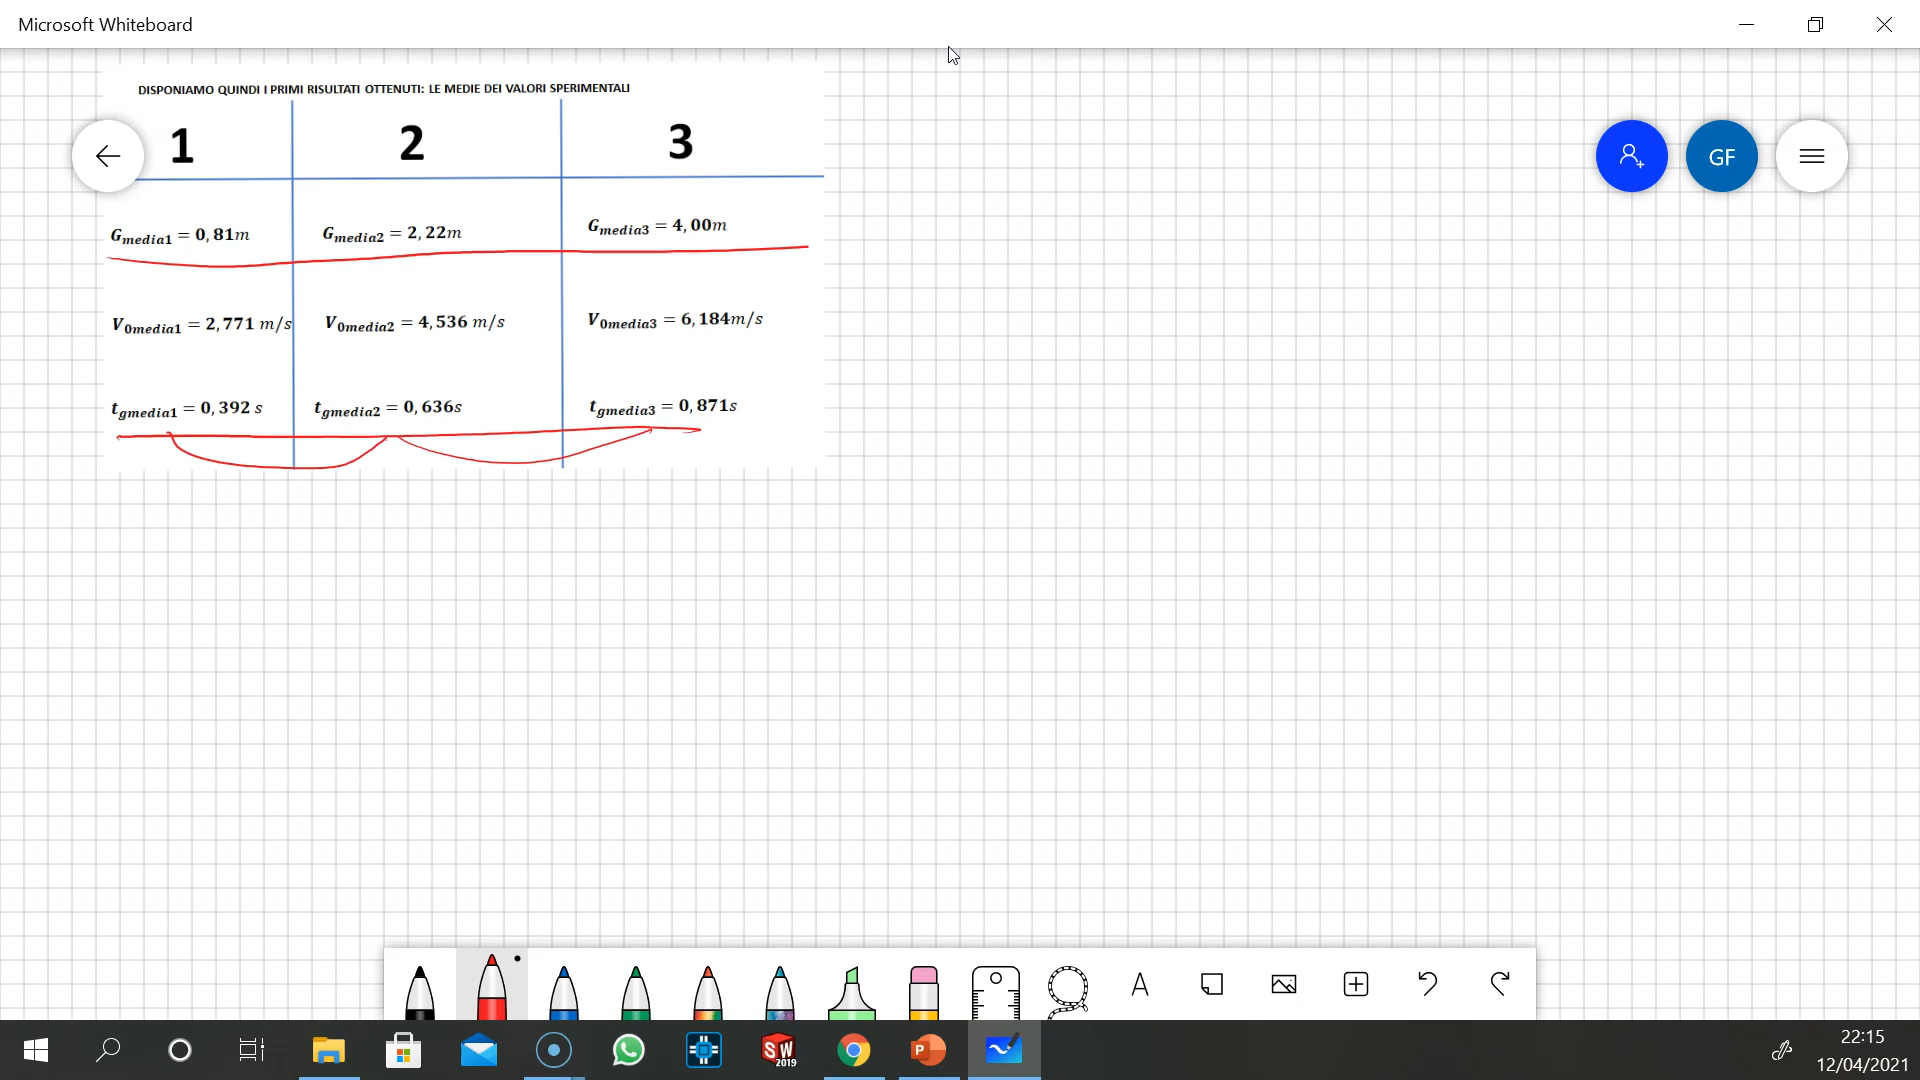 Microsoft Whiteboard
DISPONIAMO QUINDI I PRIMI RISULTATI OTTENUTI: LE MEDIE DEI VALORI SPERIMENTALI
1 2 3
Gmedia1 = 0,81m Gmedia2 = 2,22m Gmedia3 = 4,00m
V0media1 = 2,771 m/s V0media2 = 4,536 m/s V0media3 = 6,184m/s
tgmedia1 = 0,392 s tgmedia2 = 0,636s tgmedia3 = 0,871s
GF
A
SW
2019
P
22:15
12/04/2021